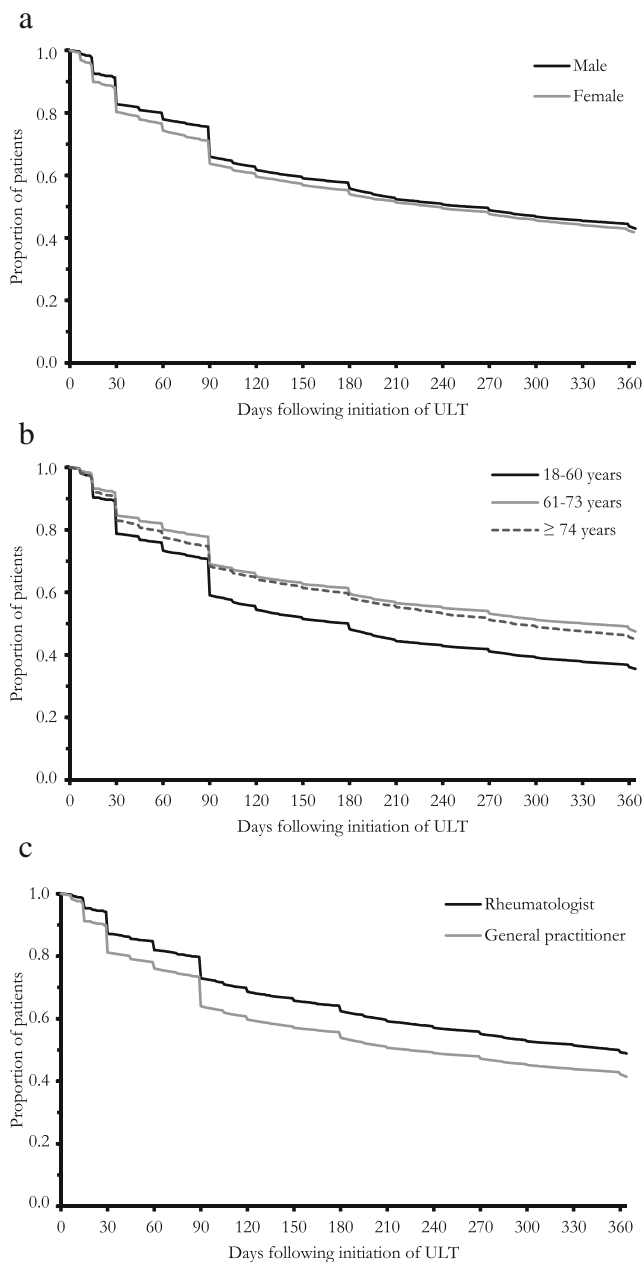 a
1.0
0.8
0.6
0.4
0.2
0.0
Proportion of patients
Male
Female
0 30 60 90 120 150 180 210 240 270 300 330 360
Days following initiation of ULT
b
1.0
0.8
0.6
0.4
0.2
0.0
Proportion of patients
18-60 years
61-73 years
≥ 74 years
0 30 60 90 120 150 180 210 240 270 300 330 360
Days following initiation of ULT
c
1.0
0.8
0.6
0.4
0.2
0.0
Proportion of patients
Rheumatologist
General practitioner
0 30 60 90 120 150 180 210 240 270 300 330 360
Days following initiation of ULT